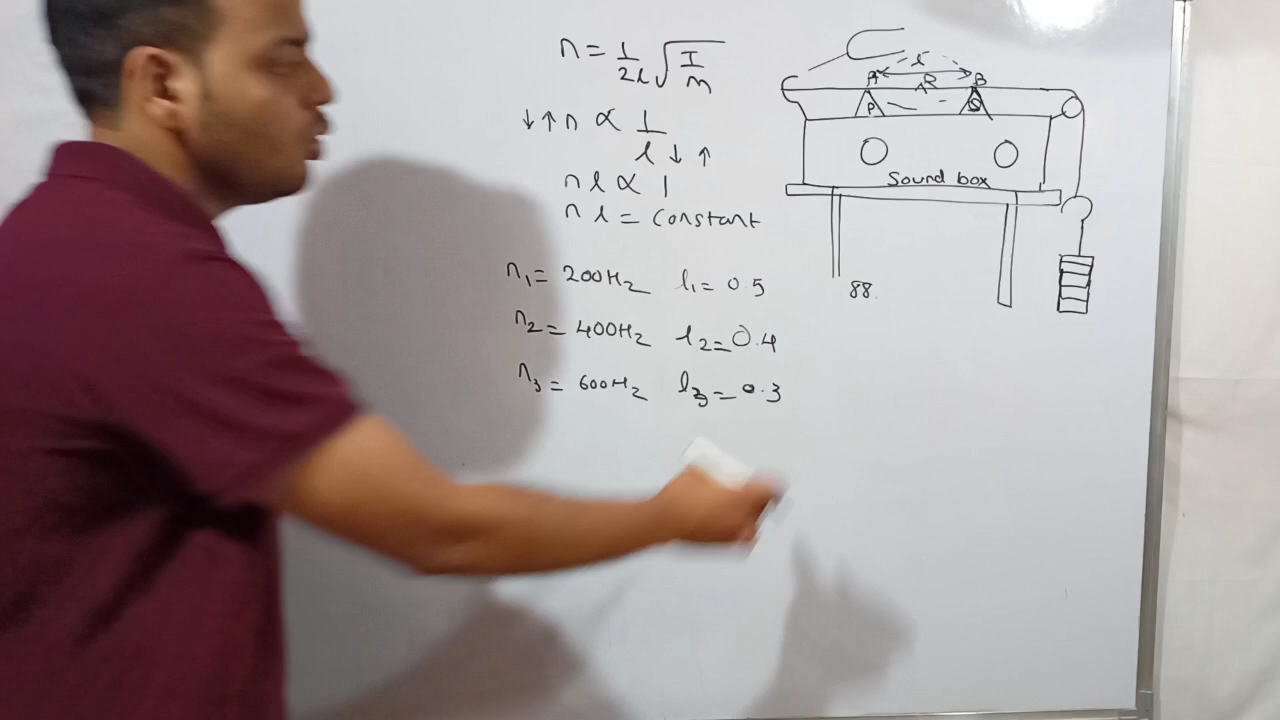 n = 1/2l √T/m
↓↑ n ∝ 1/l ↓ ↑
n l ∝ 1
n l = constant
n1 = 200Hz l1 = 0.5
n2 = 400Hz l2 = 0.4
n3 = 600Hz l3 = 0.3
l
A R B
P S
Sound box
88